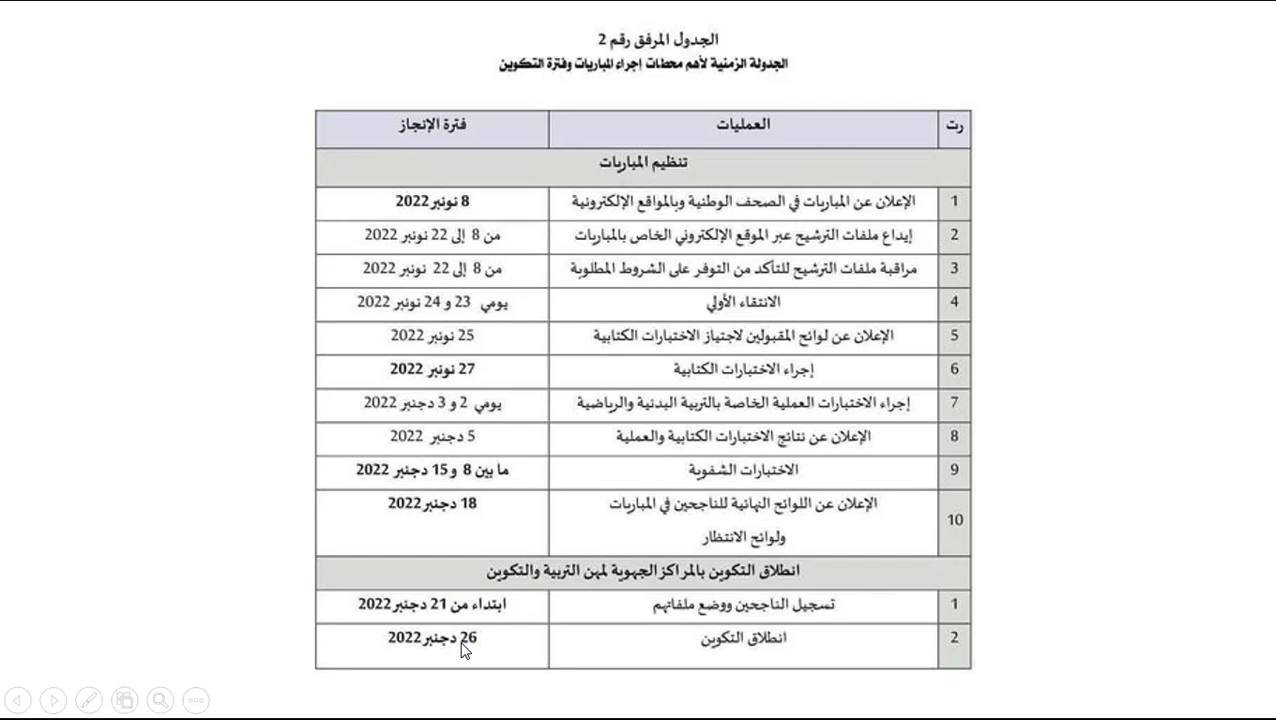 الجدول المرفق رقم 2
الجدولة الزمنية لأهم محطات إجراء المباريات وفترة التكوين
رت العمليات فترة الإنجاز
تنظيم المباريات
1 الإعلان عن المباريات في الصحف الوطنية وبالمواقع الإلكترونية 8 نونبر 2022
2 إيداع ملفات الترشيح عبر الموقع الإلكتروني الخاص بالمباريات من 8 إلى 22 نونبر 2022
3 مراقبة ملفات الترشيح للتأكد من التوفر على الشروط المطلوبة من 8 إلى 22 نونبر 2022
4 الانتقاء الأولي يومي 23 و 24 نونبر 2022
5 الإعلان عن لوائح المقبولين لاجتياز الاختبارات الكتابية 25 نونبر 2022
6 إجراء الاختبارات الكتابية 27 نونبر 2022
7 إجراء الاختبارات العملية الخاصة بالتربية البدنية والرياضية يومي 2 و 3 دجنبر 2022
8 الإعلان عن نتائج الاختبارات الكتابية والعملية 5 دجنبر 2022
9 الاختبارات الشفوية ما بين 8 و 15 دجنبر 2022
10 الإعلان عن اللوائح النهائية للناجحين في المباريات 18 دجنبر 2022
ولوائح الانتظار
انطلاق التكوين بالمراكز الجهوية لمهن التربية والتكوين
1 تسجيل الناجحين ووضع ملفاتهم ابتداء من 21 دجنبر 2022
2 انطلاق التكوين 26 دجنبر 2022